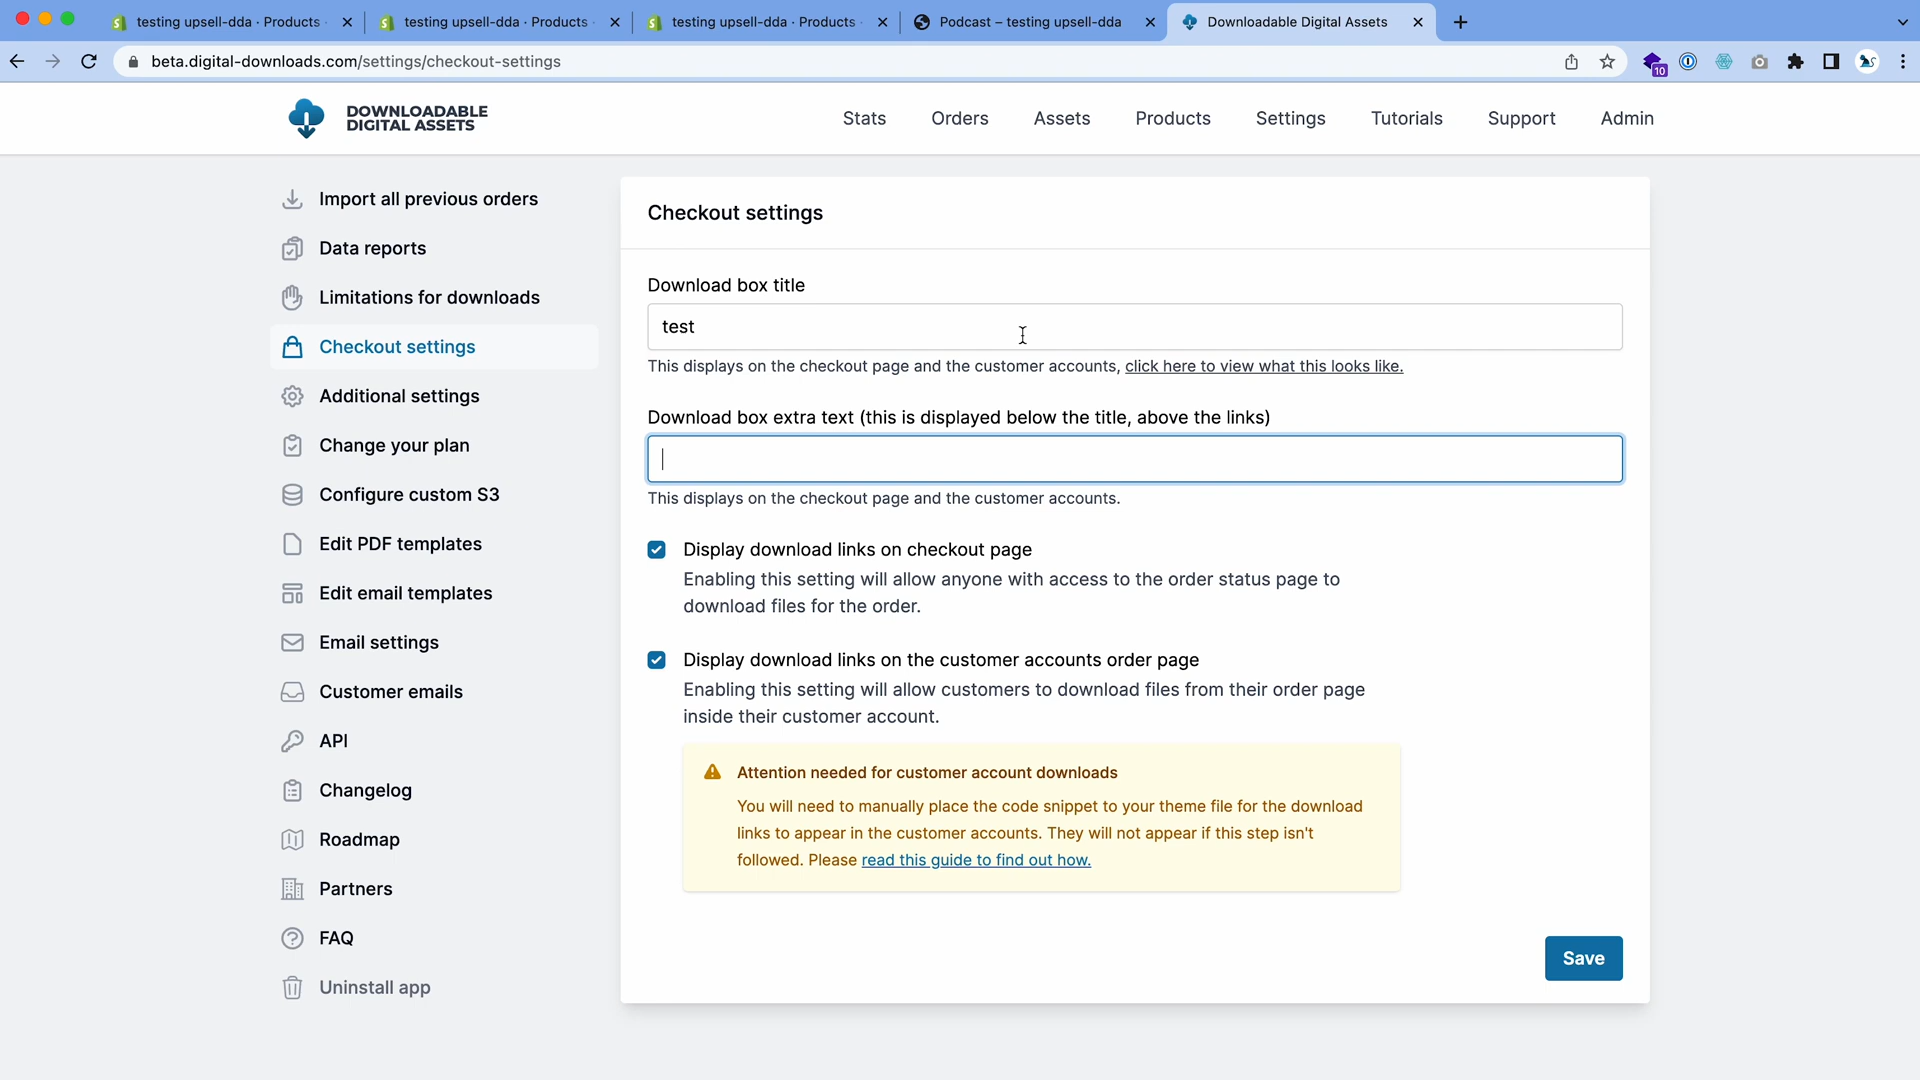 testing upsell-dda · Products
testing upsell-dda · Products
testing upsell-dda · Products
Podcast – testing upsell-dda
Downloadable Digital Assets
beta.digital-downloads.com/settings/checkout-settings
10
DOWNLOADABLE
DIGITAL ASSETS
Stats
Orders
Assets
Products
Settings
Tutorials
Support
Admin
Import all previous orders
Data reports
Limitations for downloads
Checkout settings
Additional settings
Change your plan
Configure custom S3
Edit PDF templates
Edit email templates
Email settings
Customer emails
API
Changelog
Roadmap
Partners
FAQ
Uninstall app
Checkout settings
Download box title
test
This displays on the checkout page and the customer accounts, click here to view what this looks like.
Download box extra text (this is displayed below the title, above the links)
This displays on the checkout page and the customer accounts.
Display download links on checkout page
Enabling this setting will allow anyone with access to the order status page to
download files for the order.
Display download links on the customer accounts order page
Enabling this setting will allow customers to download files from their order page
inside their customer account.
Attention needed for customer account downloads
You will need to manually place the code snippet to your theme file for the download
links to appear in the customer accounts. They will not appear if this step isn't
followed. Please read this guide to find out how.
Save